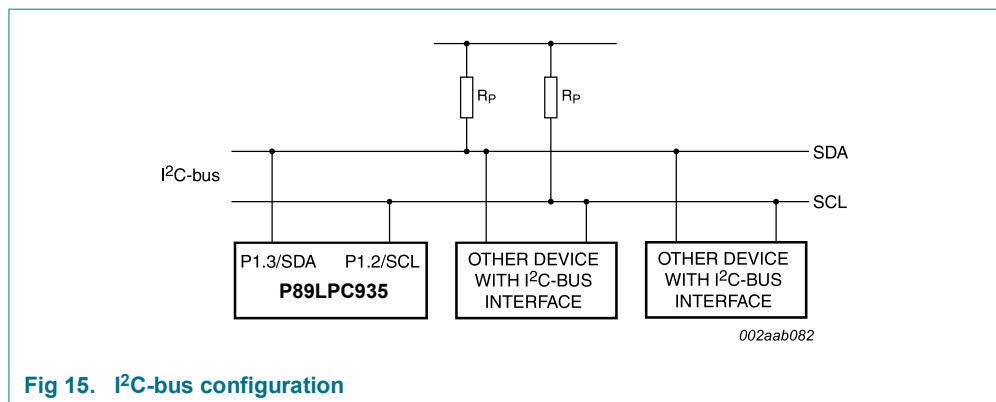 RP
RP
SDA
I2C-bus
SCL
P1.3/SDA P1.2/SCL
P89LPC935
OTHER DEVICE
WITH I2C-BUS
INTERFACE
OTHER DEVICE
WITH I2C-BUS
INTERFACE
002aab082
Fig 15. I2C-bus configuration